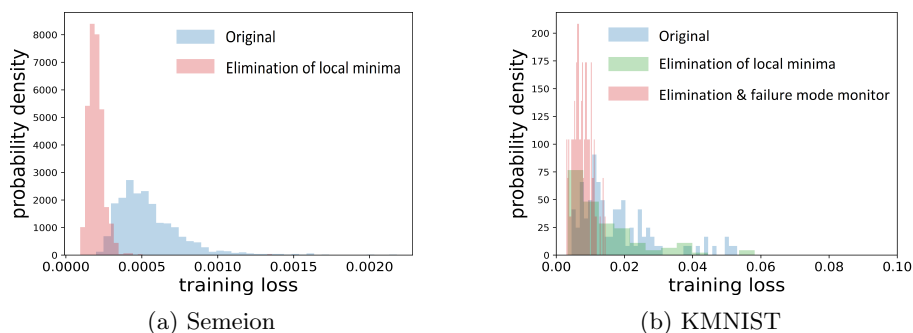 probability density
8000
7000
6000
5000
4000
3000
2000
1000
0
0.0000
0.0005
0.0010
0.0015
0.0020
training loss
Original
Elimination of local minima
(a) Semeion
probability density
200
175
150
125
100
75
50
25
0
0.00
0.02
0.04
0.06
0.08
0.10
training loss
Original
Elimination of local minima
Elimination & failure mode monitor
(b) KMNIST